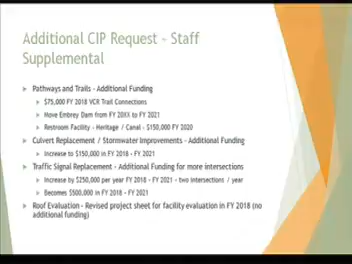 Additional CIP Request - Staff
Supplemental
Pathways and Trails - Additional Funding
$75,000 FY 2018 VCR Trail Connections
Move Embrey Dam from FY 20XX to FY 2021
Restroom Facility - Heritage / Canal - $150,000 FY 2020
Culvert Replacement / Stormwater Improvements - Additional Funding
Increase to $150,000 in FY 2018 - FY 2021
Traffic Signal Replacement - Additional Funding for more intersections
Increase by $250,000 per year FY 2018 - FY 2021 - two intersections / year
Becomes $500,000 in FY 2018 - FY 2021
Roof Evaluation - Revised project sheet for facility evaluation in FY 2018 (no
additional funding)